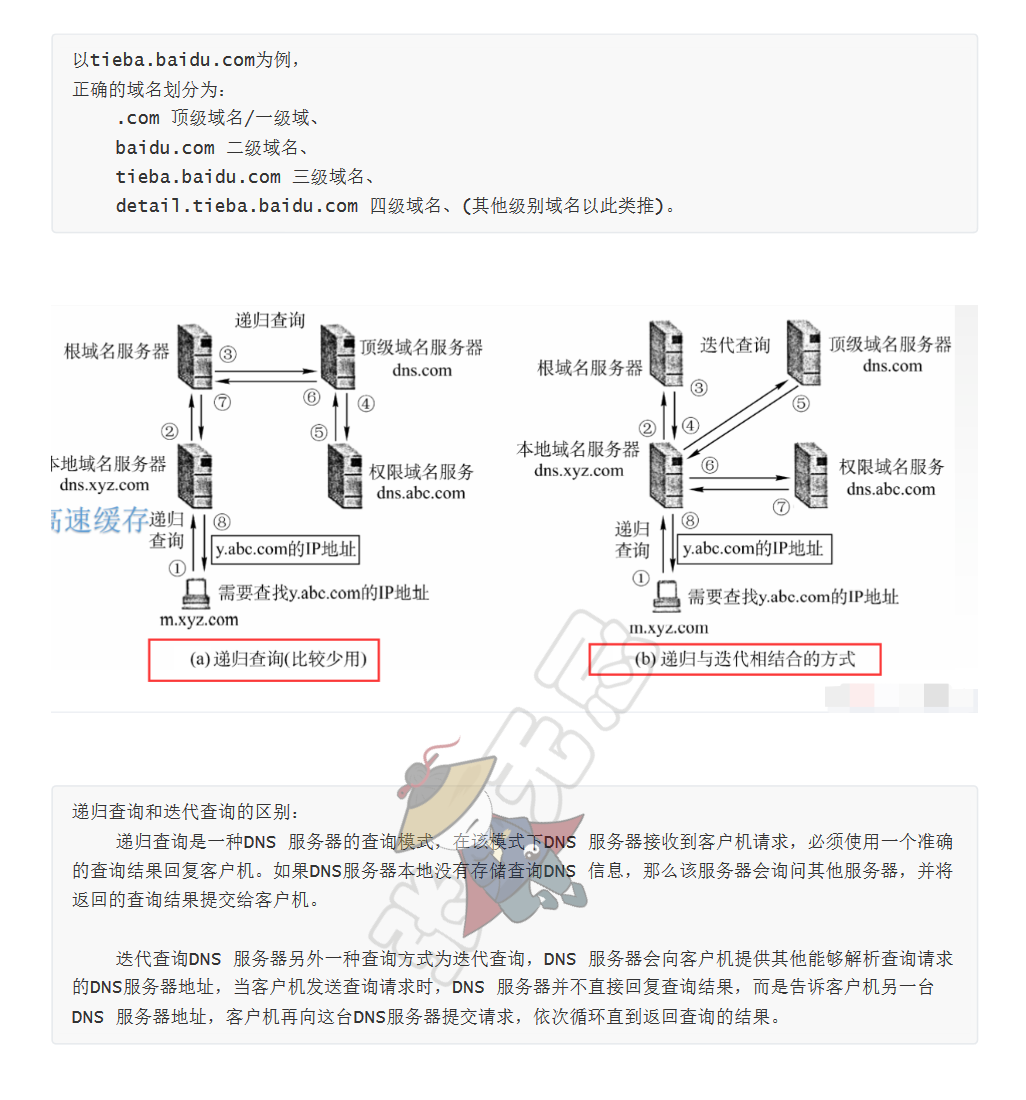 以tieba.baidu.com为例,
正确的域名划分为:
.com 顶级域名/一级域、
baidu.com 二级域名、
tieba.baidu.com 三级域名、
detail.tieba.baidu.com 四级域名、(其他级别域名以此类推)。
递归查询
根域名服务器
③
顶级域名服务器
dns.com
⑦
⑥
④
②
⑤
本地域名服务器
dns.xyz.com
权限域名服务
dns.abc.com
高速缓存
递归
查询
⑧
y.abc.com的IP地址
①
需要查找y.abc.com的IP地址
m.xyz.com
(a) 递归查询(比较少用)
迭代查询
顶级域名服务器
dns.com
根域名服务器
③
⑤
②
④
本地域名服务器
dns.xyz.com
⑥
权限域名服务
dns.abc.com
⑦
递归
查询
⑧
y.abc.com的IP地址
①
需要查找y.abc.com的IP地址
m.xyz.com
(b) 递归与迭代相结合的方式
递归查询和迭代查询的区别:
递归查询是一种DNS 服务器的查询模式，在该模式下DNS 服务器接收到客户机请求，必须使用一个准确
的查询结果回复客户机。如果DNS服务器本地没有存储查询DNS 信息，那么该服务器会询问其他服务器，并将
返回的查询结果提交给客户机。
迭代查询DNS 服务器另外一种查询方式为迭代查询，DNS 服务器会向客户机提供其他能够解析查询请求
的DNS服务器地址，当客户机发送查询请求时，DNS 服务器并不直接回复查询结果，而是告诉客户机另一台
DNS 服务器地址，客户机再向这台DNS服务器提交请求，依次循环直到返回查询的结果。